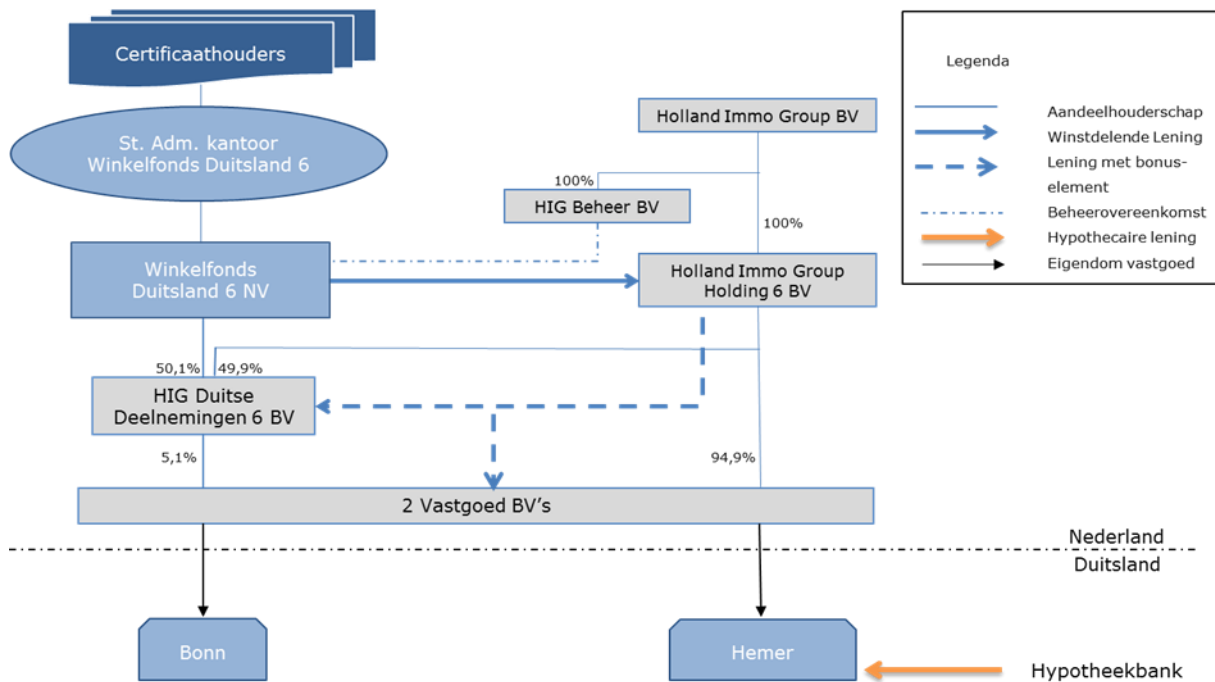 Certificaathouders
St. Adm. kantoor
Winkelfonds Duitsland 6
Holland Immo Group BV
100%
HIG Beheer BV
100%
Winkelfonds
Duitsland 6 NV
Holland Immo Group
Holding 6 BV
50,1%
49,9%
HIG Duitse
Deelnemingen 6 BV
5,1%
94,9%
2 Vastgoed BV's
Nederland
Duitsland
Bonn
Hemer
Hypotheekbank
Legenda
Aandeelhouderschap
Winstdelende Lening
Lening met bonus-
element
Beheerovereenkomst
Hypothecaire lening
Eigendom vastgoed